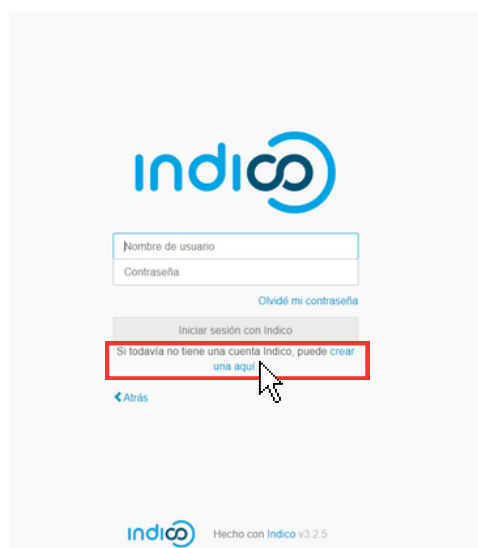 indico
Nombre de usuario
Contraseña
Olvidé mi contraseña
Iniciar sesión con Indico
Si todavía no tiene una cuenta Indico, puede crear
una aquí.
Atrás
indico Hecho con Indico v3.2.5